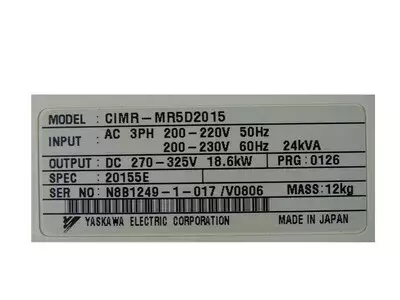 MODEL : CIMR-MR5D2015
INPUT : AC 3PH 200-220V 50Hz
200-230V 60Hz 24kVA
OUTPUT : DC 270-325V 18.6kW PRG : 0126
SPEC : 20155E
SER NO : N8B1249-1-017 /V0806 MASS : 12kg
YASKAWA ELECTRIC CORPORATION MADE IN JAPAN